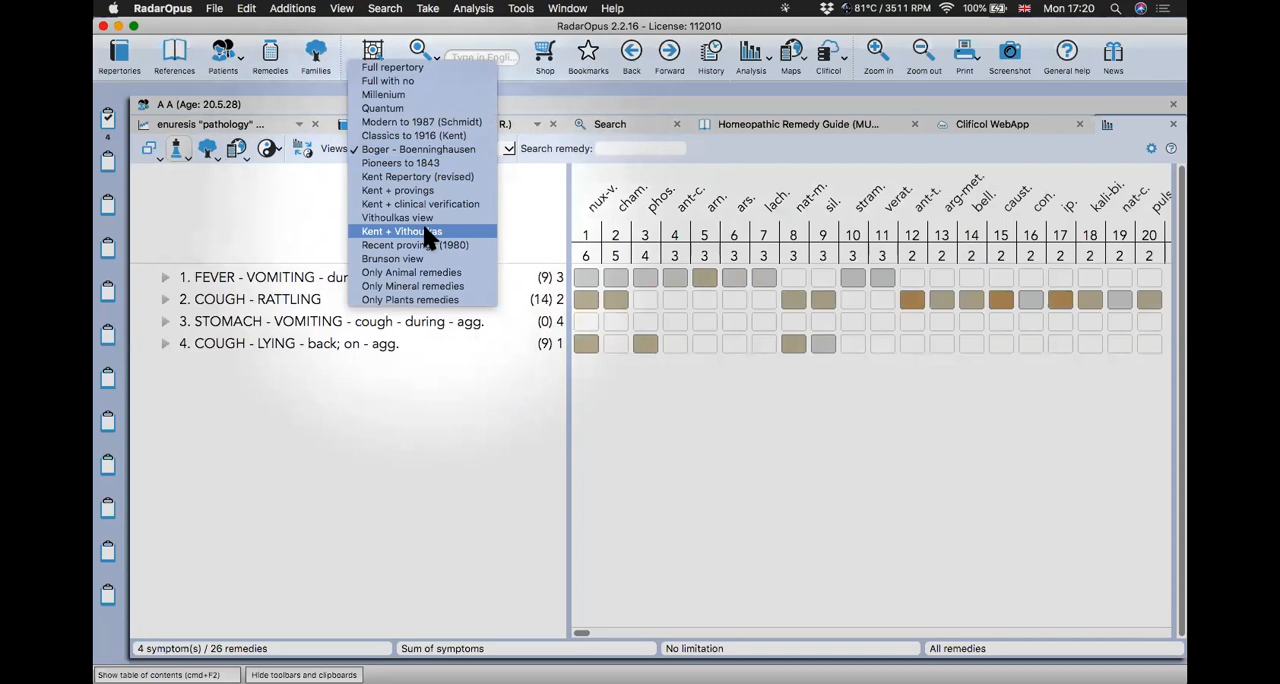 RadarOpus File Edit Additions View Search Take Analysis Tools Window Help 81°C / 3511 RPM 100% Mon 17:20
RadarOpus 2.2.16 - License: 112010
Type in Engli...
Repertories References Patients Remedies Families Shop Bookmarks Back Forward History Analysis Maps Clificol Zoom in Zoom out Print Screenshot General help News
Full repertory
Full with no
Millenium
Quantum
Modern to 1987 (Schmidt)
Classics to 1916 (Kent)
Boger - Boenninghausen
Pioneers to 1843
Kent Repertory (revised)
Kent + provings
Kent + clinical verification
Vithoulkas view
Kent + Vithoulkas
Recent proving (1980)
Brunson view
Only Animal remedies
Only Mineral remedies
Only Plants remedies
A A (Age: 20.5.28)
4
enuresis "pathology" ... R.) Search Homeopathic Remedy Guide (MU... Clificol WebApp
Views Search remedy:
nux-v. cham. phos. ant-c. arn. ars. lach. nat-m. sil. stram. verat. ant-t. arg-met. bell. caust. con. ip. kali-bi. nat-c. puls
1 2 3 4 5 6 7 8 9 10 11 12 13 14 15 16 17 18 19 20
6 5 4 3 3 3 3 3 3 3 3 2 2 2 2 2 2 2 2 2
1. FEVER - VOMITING - dur (9) 3
2. COUGH - RATTLING (14) 2
3. STOMACH - VOMITING - cough - during - agg. (0) 4
4. COUGH - LYING - back; on - agg. (9) 1
4 symptom(s) / 26 remedies Sum of symptoms No limitation All remedies
Show table of contents (cmd+F2) Hide toolbars and clipboards